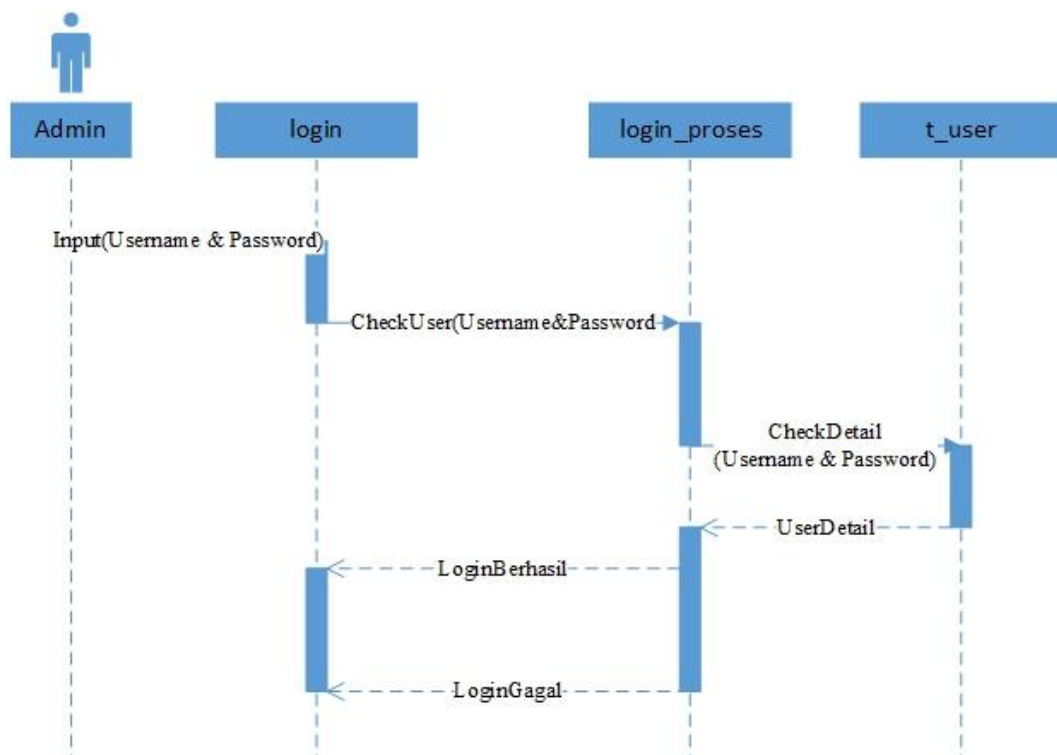 Admin
login
login_proses
t_user
Input(Username & Password)
CheckUser(Username&Password
CheckDetail
(Username & Password)
UserDetail
LoginBerhasil
LoginGagal